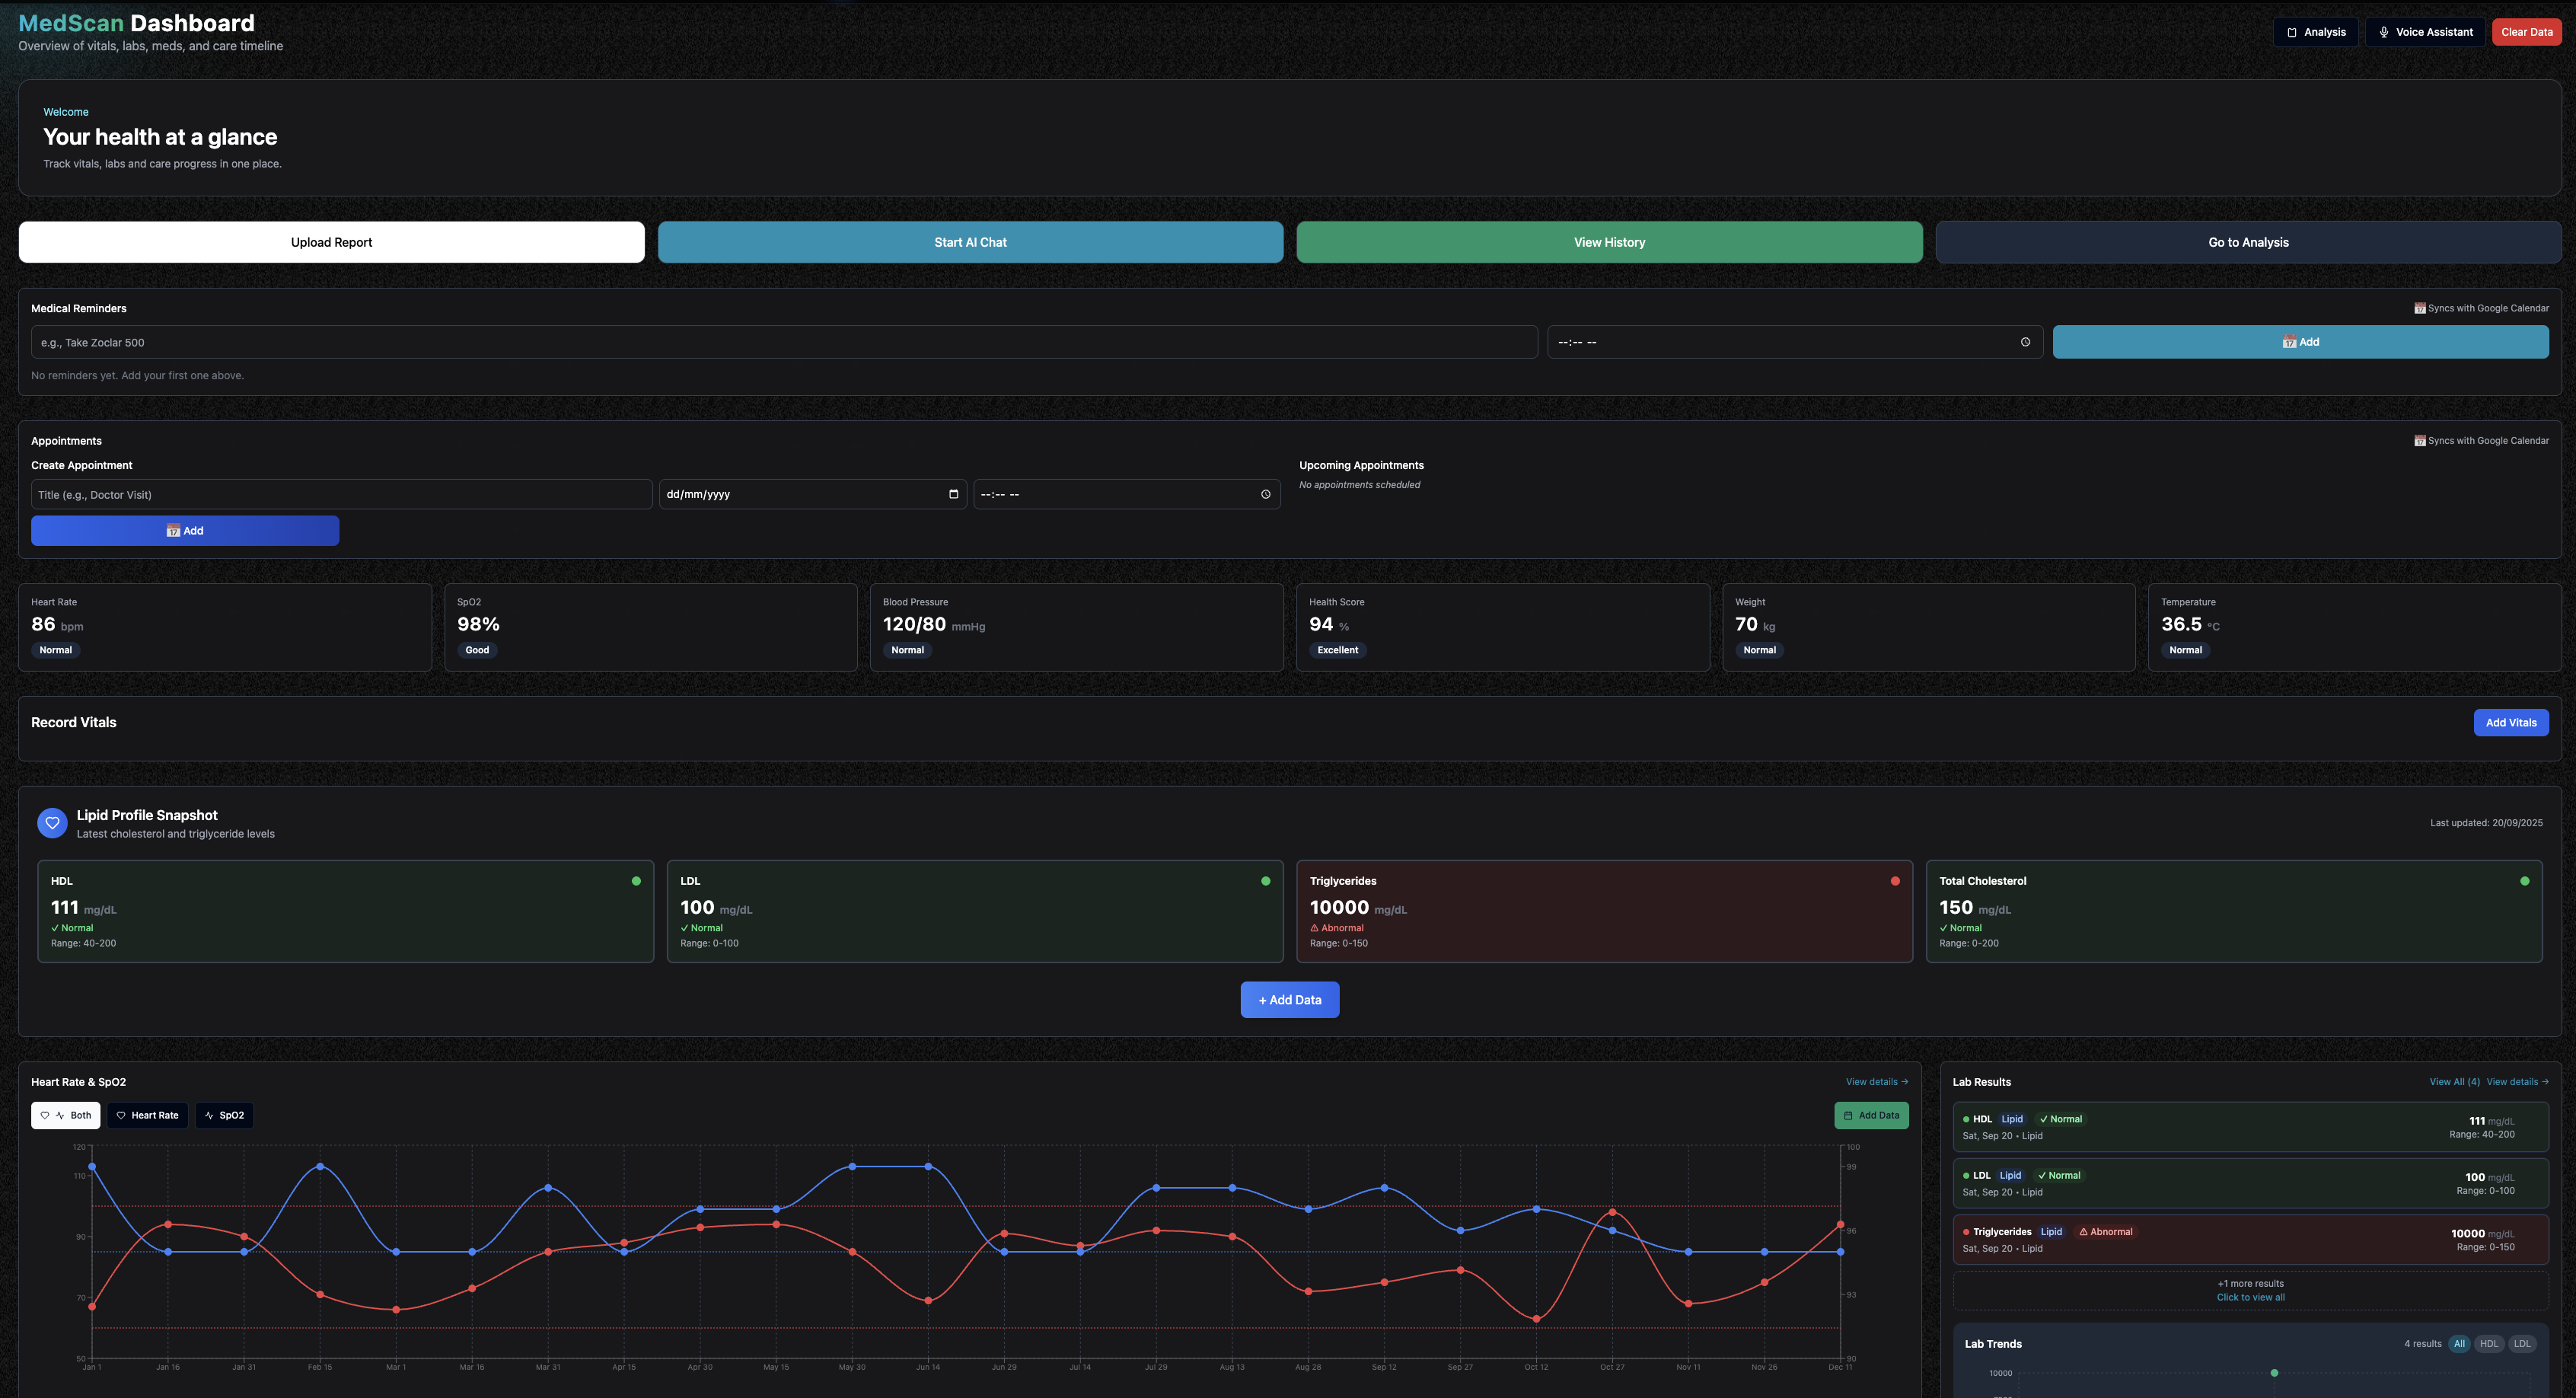 MedScan Dashboard
Overview of vitals, labs, meds, and care timeline
Analysis
Voice Assistant
Clear Data
Welcome
Your health at a glance
Track vitals, labs and care progress in one place.
Upload Report
Start AI Chat
View History
Go to Analysis
Medical Reminders
Syncs with Google Calendar
e.g., Take Zoclar 500
--:-- --
Add
No reminders yet. Add your first one above.
Appointments
Syncs with Google Calendar
Create Appointment
Title (e.g., Doctor Visit)
dd/mm/yyyy
--:-- --
Add
Upcoming Appointments
No appointments scheduled
Heart Rate
86 bpm
Normal
SpO2
98%
Good
Blood Pressure
120/80 mmHg
Normal
Health Score
94 %
Excellent
Weight
70 kg
Normal
Temperature
36.5 °C
Normal
Record Vitals
Add Vitals
Lipid Profile Snapshot
Latest cholesterol and triglyceride levels
Last updated: 20/09/2025
HDL
111 mg/dL
✓ Normal
Range: 40-200
LDL
100 mg/dL
✓ Normal
Range: 0-100
Triglycerides
10000 mg/dL
⚠ Abnormal
Range: 0-150
Total Cholesterol
150 mg/dL
✓ Normal
Range: 0-200
+ Add Data
Heart Rate & SpO2
View details →
Both
Heart Rate
SpO2
Add Data
120
110
90
70
50
100
99
96
93
90
Jan 1 Jan 16 Jan 31 Feb 15 Mar 1 Mar 16 Mar 31 Apr 15 Apr 30 May 15 May 30 Jun 14 Jun 29 Jul 14 Jul 29 Aug 13 Aug 28 Sep 12 Sep 27 Oct 12 Oct 27 Nov 11 Nov 26 Dec 11
Lab Results
View All (4) View details →
HDL Lipid ✓ Normal
111 mg/dL
Sat, Sep 20 • Lipid
Range: 40-200
LDL Lipid ✓ Normal
100 mg/dL
Sat, Sep 20 • Lipid
Range: 0-100
Triglycerides Lipid ⚠ Abnormal
10000 mg/dL
Sat, Sep 20 • Lipid
Range: 0-150
+1 more results
Click to view all
Lab Trends
4 results All HDL LDL
10000